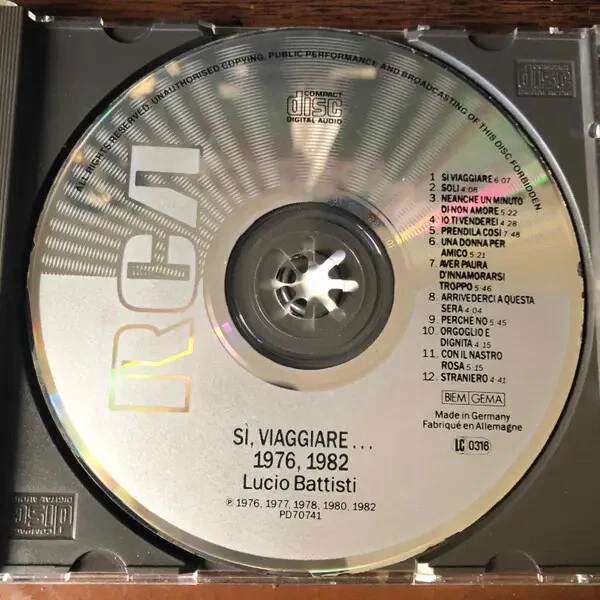 ALL RIGHTS RESERVED. UNAUTHORISED COPYING, PUBLIC PERFORMANCE AND BROADCASTING OF THIS DISC FORBIDDEN.
COMPACT
disc
DIGITAL AUDIO
RCA
1 SI VIAGGIARE 6:07
2. SOLI 4:06
3 NEANCHE UN MINUTO
DI NON AMORE 5:22
4. IO TI VENDEREI 4:28
5 PRENDILA COSI 7:48
6. UNA DONNA PER
AMICO 5:21
7. AVER PAURA
D'INNAMORARSI
TROPPO 5:46
8 ARRIVEDERCI A QUESTA
SERA 4:04
9. PERCHE NO 5:45
10. ORGOGLIO E
DIGNITA 4:15
11. CON IL NASTRO
ROSA 5:15
12. STRANIERO 4:41
BIEM GEMA
Made in Germany
Fabriqué en Allemagne
LC 0316
SÌ, VIAGGIARE...
1976, 1982
Lucio Battisti
℗ 1976, 1977, 1978, 1980, 1982
PD70741